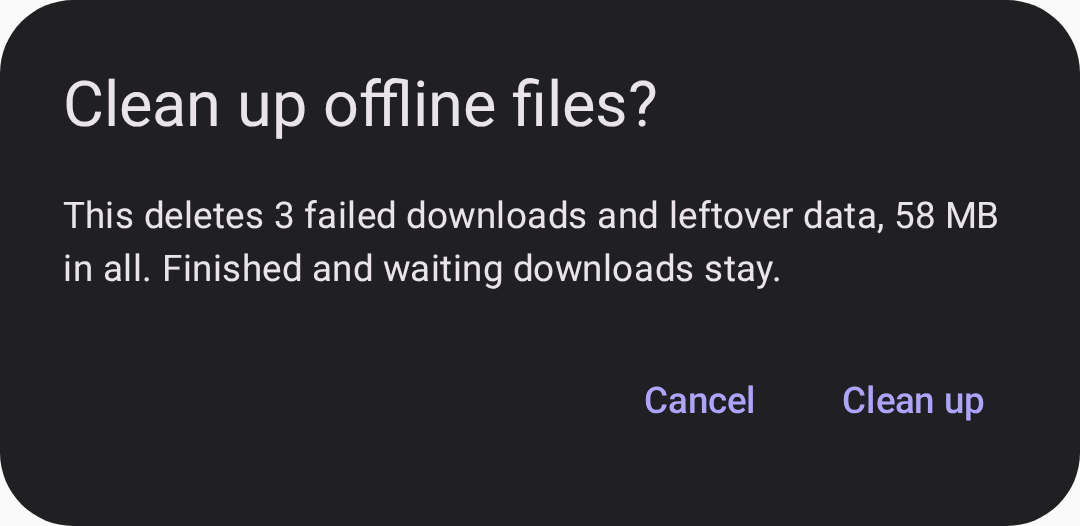 Clean up offline files?
This deletes 3 failed downloads and leftover data, 58 MB
in all. Finished and waiting downloads stay.
Cancel Clean up